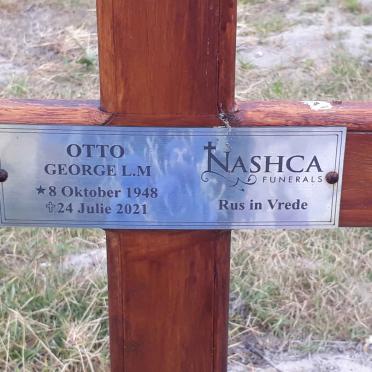 OTTO
GEORGE L.M
★8 Oktober 1948
✞24 Julie 2021
NASHCA
FUNERALS
Rus in Vrede